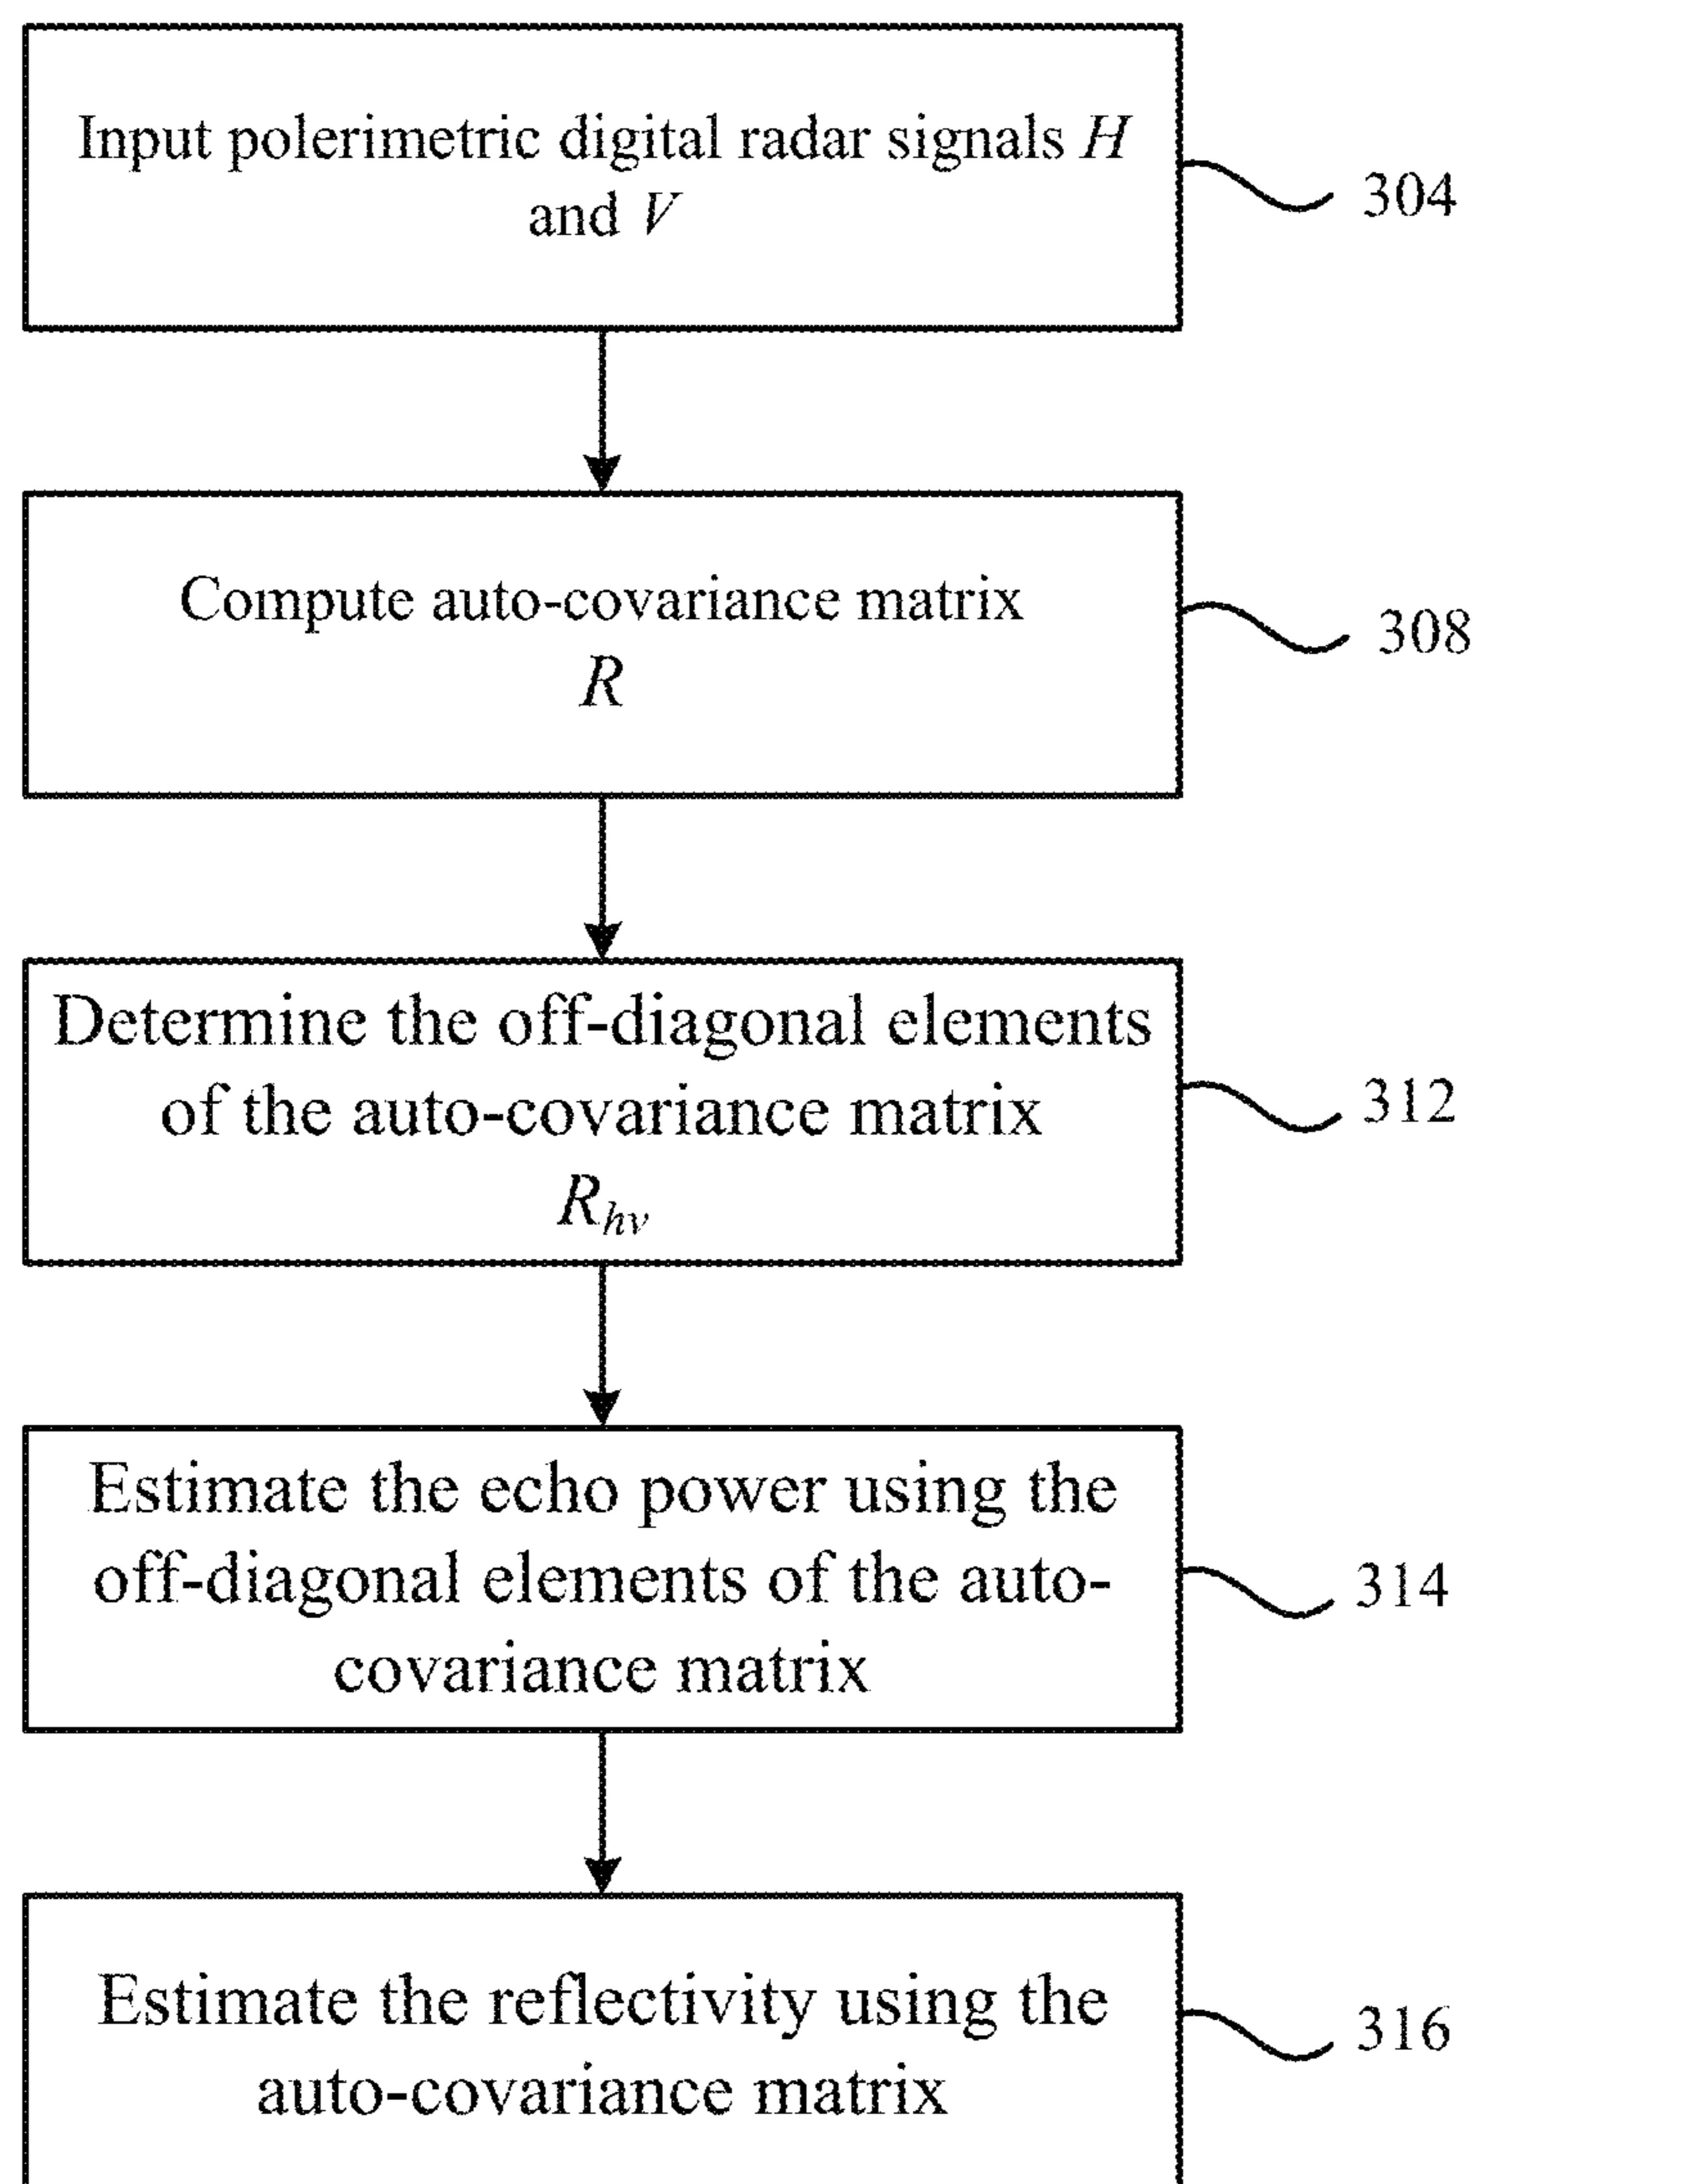 Input polerimetric digital radar signals H
and V
304
Compute auto-covariance matrix
R
308
Determine the off-diagonal elements
of the auto-covariance matrix
R_hv
312
Estimate the echo power using the
off-diagonal elements of the auto-
covariance matrix
314
Estimate the reflectivity using the
auto-covariance matrix
316